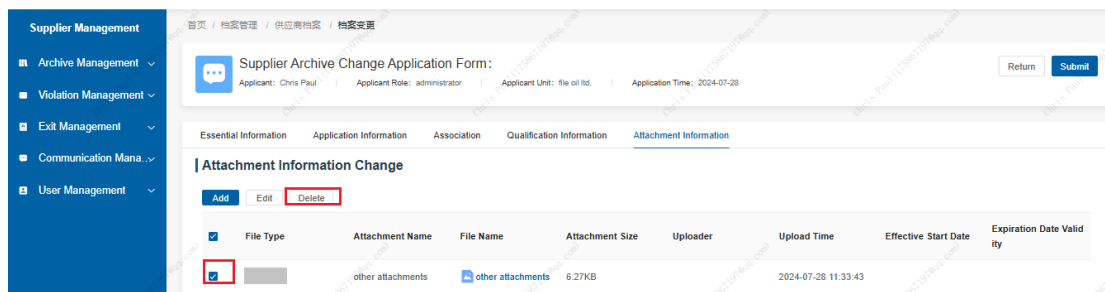 Supplier Management
首页 / 档案管理 / 供应商档案 / 档案变更
Archive Management
Violation Management
Exit Management
Communication Mana..
User Management
Supplier Archive Change Application Form:
Applicant: Chris Paul
Applicant Role: administrator
Applicant Unit: file oil ltd.
Application Time: 2024-07-28
Return
Submit
Essential Information
Application Information
Association
Qualification Information
Attachment Information
Attachment Information Change
Add
Edit
Delete
File Type
Attachment Name
File Name
Attachment Size
Uploader
Upload Time
Effective Start Date
Expiration Date Valid
ity
other attachments
other attachments
6.27KB
2024-07-28 11:33:43